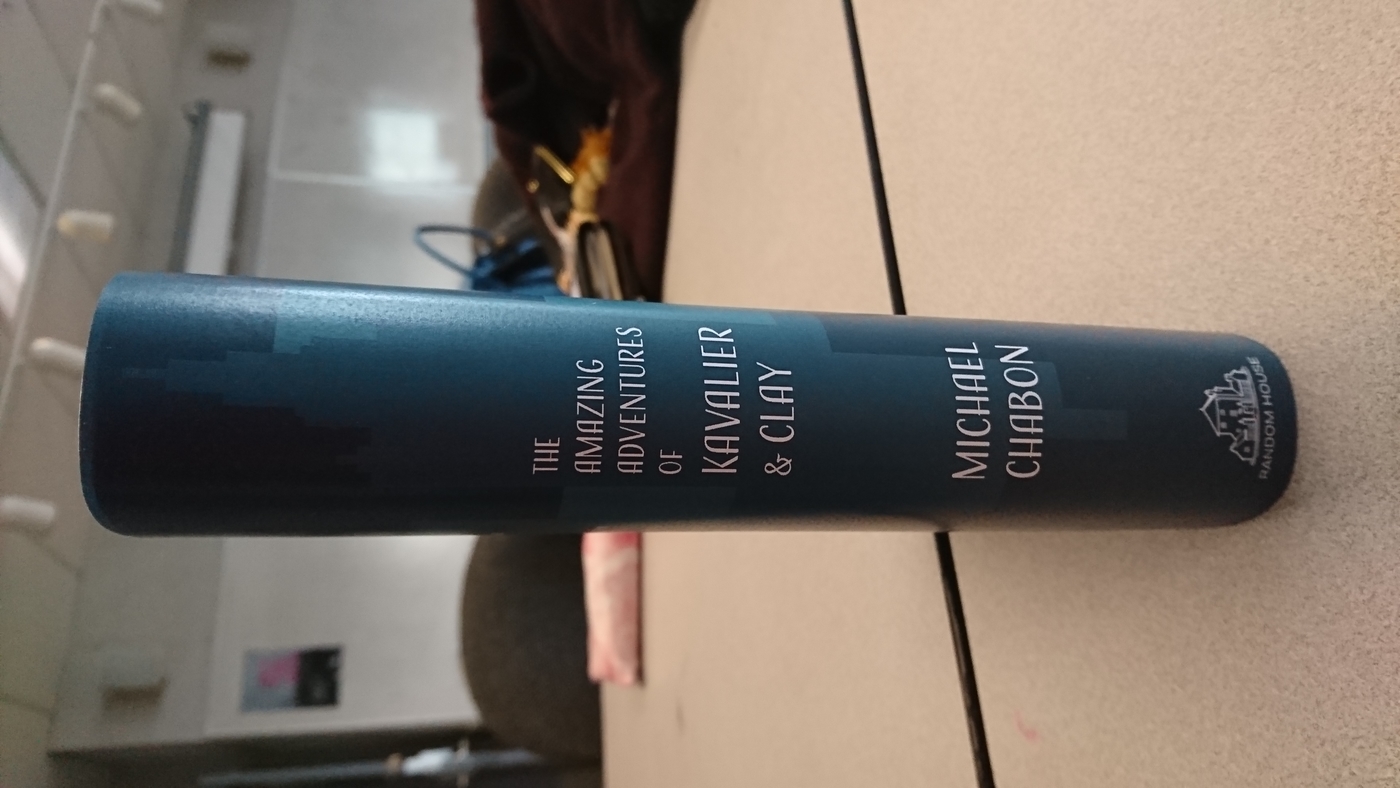 THE
AMAZING
ADVENTURES
OF
KAVALIER
& CLAY
MICHAEL
CHABON
RANDOM HOUSE